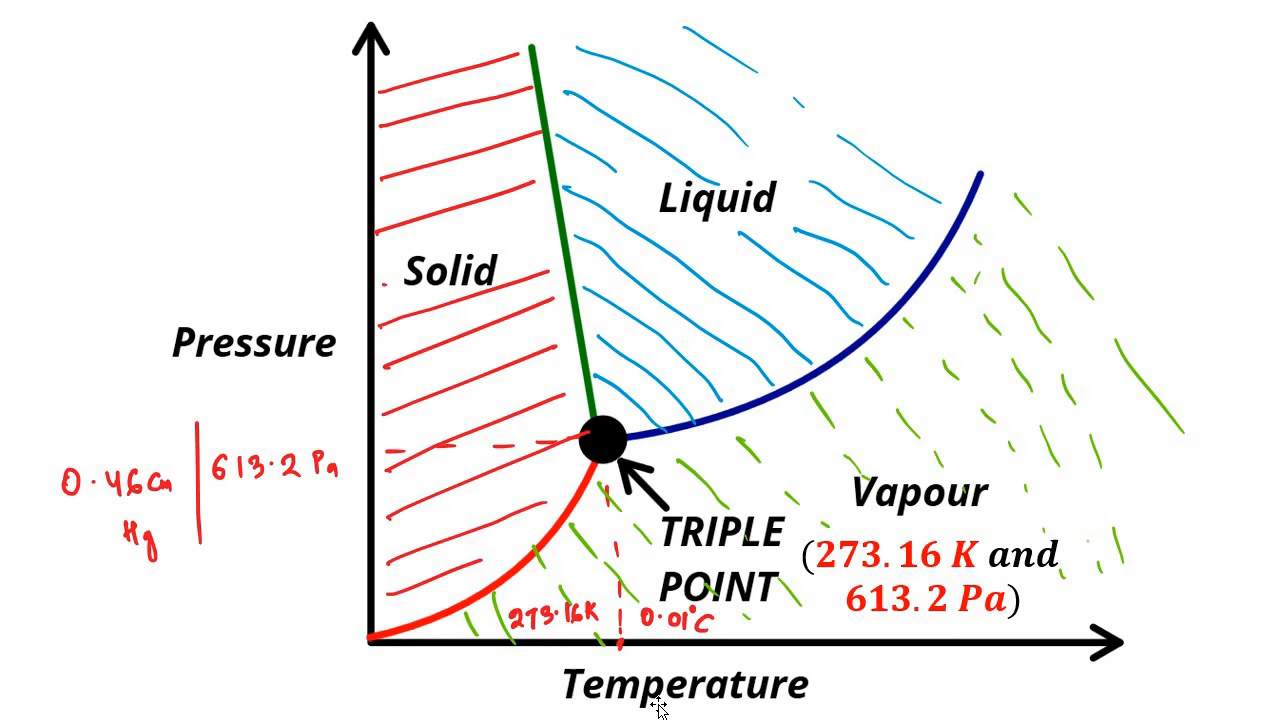 Liquid
Solid
Pressure
0.46cm
Hg
613.2 Pa
Vapour
TRIPLE
POINT
(273.16 K and
613.2 Pa)
273.16K
0.01°C
Temperature